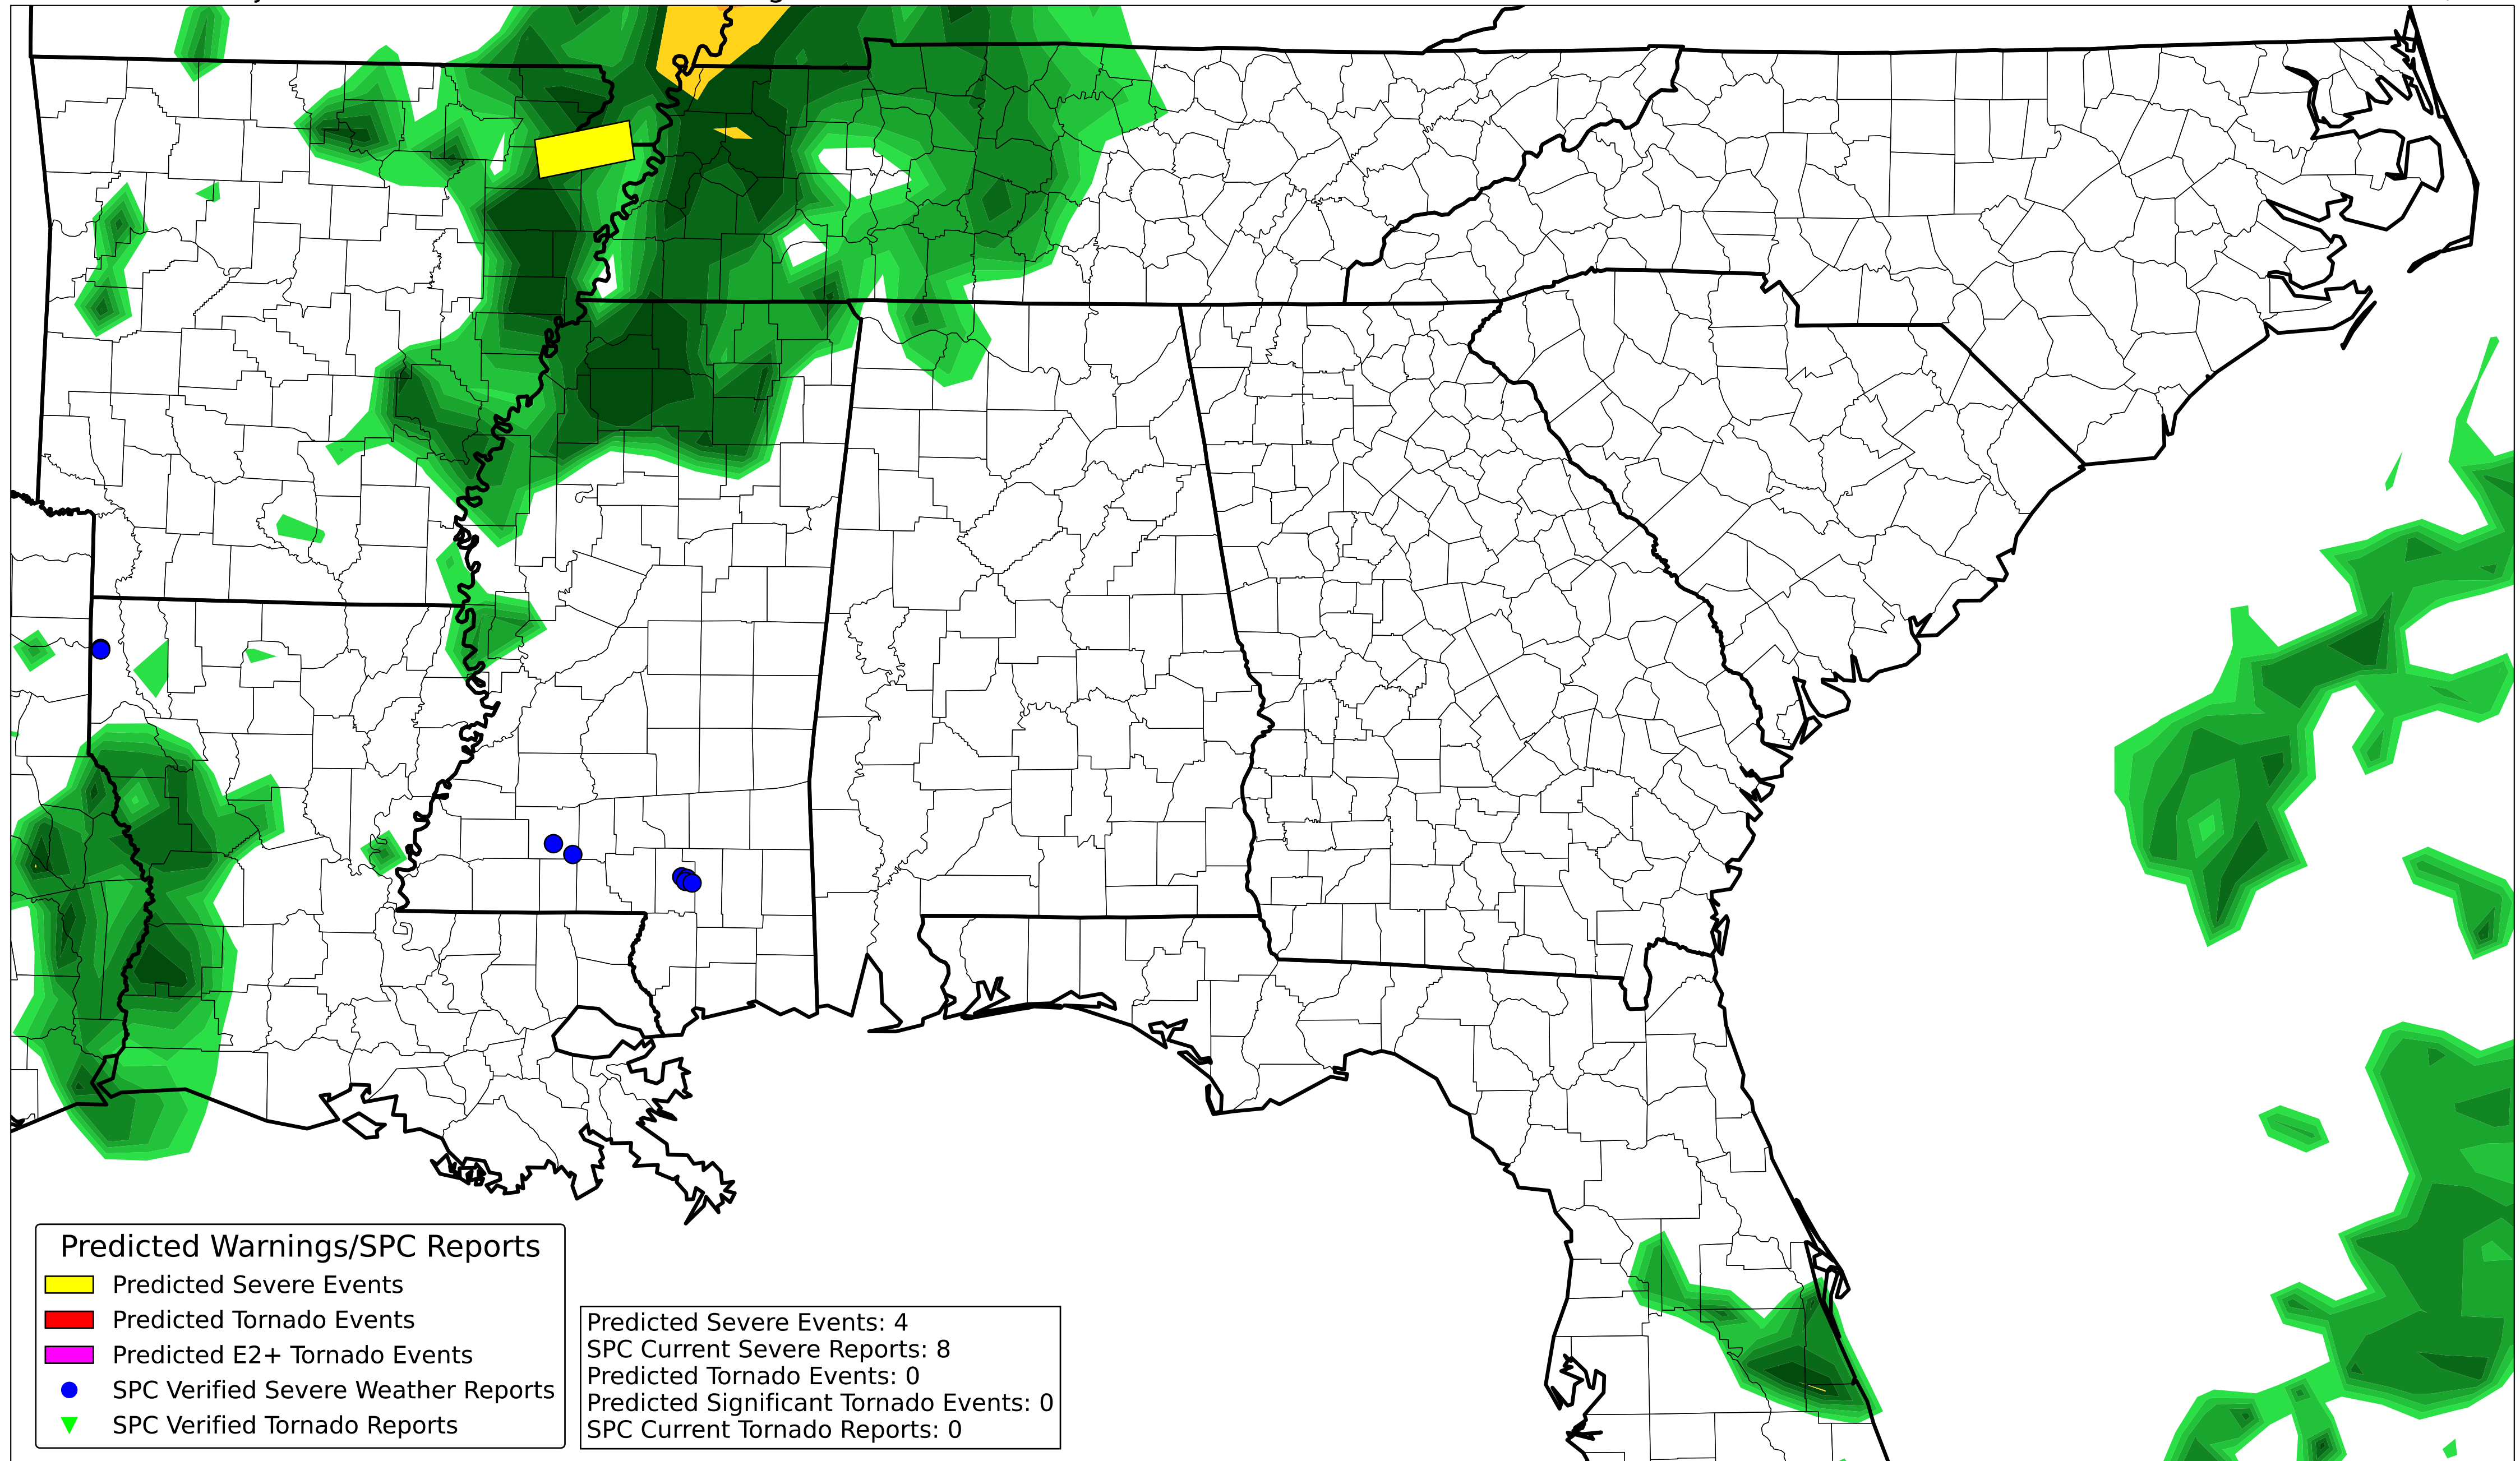 Predicted Warnings/SPC Reports
Predicted Severe Events
Predicted Tornado Events
Predicted E2+ Tornado Events
SPC Verified Severe Weather Reports
SPC Verified Tornado Reports
Predicted Severe Events: 4
SPC Current Severe Reports: 8
Predicted Tornado Events: 0
Predicted Significant Tornado Events: 0
SPC Current Tornado Reports: 0